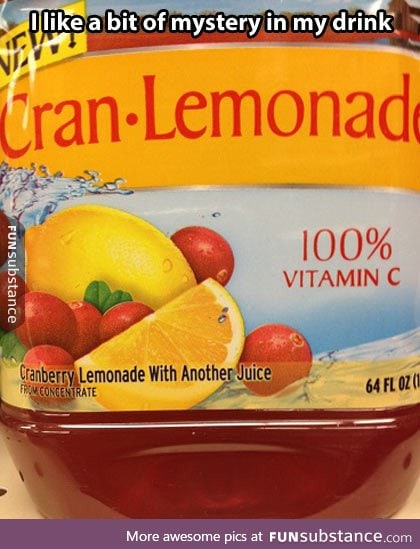 I like a bit of mystery in my drink
NEW!
Cran•Lemonade
100%
VITAMIN C
Cranberry Lemonade With Another Juice
FROM CONCENTRATE
64 FL OZ (1
FUNsubstance
More awesome pics at FUNsubstance.com